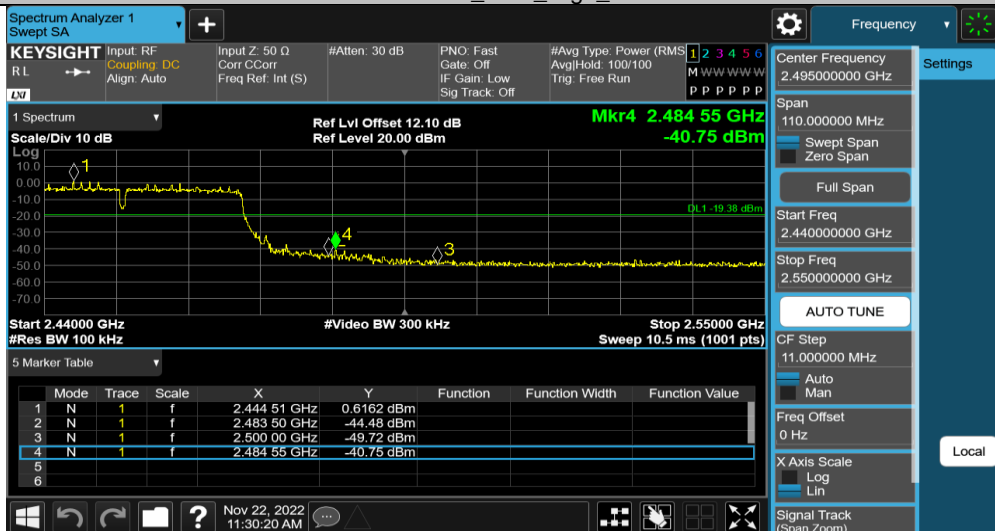 Spectrum Analyzer 1
Swept SA
Frequency
KEYSIGHT
R L
LXI
Input: RF
Coupling: DC
Align: Auto
Input Z: 50 Ω
Corr CCorr
Freq Ref: Int (S)
#Atten: 30 dB
PNO: Fast
Gate: Off
IF Gain: Low
Sig Track: Off
#Avg Type: Power (RMS
Avg|Hold: 100/100
Trig: Free Run
1 2 3 4 5 6
M W W W W W
P P P P P P
1 Spectrum
Scale/Div 10 dB
Ref Lvl Offset 12.10 dB
Ref Level 20.00 dBm
Mkr4 2.484 55 GHz
-40.75 dBm
Log
10.0
0.00
-10.0
-20.0
-30.0
-40.0
-50.0
-60.0
-70.0
1
4
3
DL1 -19.38 dBm
Start 2.44000 GHz
#Res BW 100 kHz
#Video BW 300 kHz
Stop 2.55000 GHz
Sweep 10.5 ms (1001 pts)
5 Marker Table
Mode Trace Scale X Y Function Function Width Function Value
1 N 1 f 2.444 51 GHz 0.6162 dBm
2 N 1 f 2.483 50 GHz -44.48 dBm
3 N 1 f 2.500 00 GHz -49.72 dBm
4 N 1 f 2.484 55 GHz -40.75 dBm
5
6
Nov 22, 2022
11:30:20 AM
Center Frequency
2.495000000 GHz
Span
110.000000 MHz
Swept Span
Zero Span
Full Span
Start Freq
2.440000000 GHz
Stop Freq
2.550000000 GHz
AUTO TUNE
CF Step
11.000000 MHz
Auto
Man
Freq Offset
0 Hz
X Axis Scale
Log
Lin
Signal Track
(Span Zoom)
Settings
Local